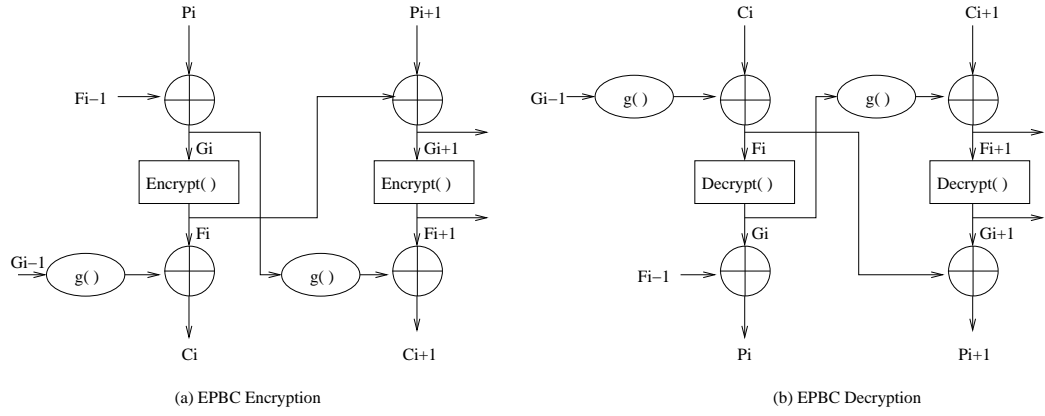 Pi
Pi+1
Fi−1
Gi
Gi+1
Encrypt( )
Encrypt( )
Fi
Fi+1
Gi−1
g( )
g( )
Ci
Ci+1
(a) EPBC Encryption
Ci
Ci+1
Gi−1
g( )
g( )
Fi
Fi+1
Decrypt( )
Decrypt( )
Gi
Gi+1
Fi−1
Pi
Pi+1
(b) EPBC Decryption